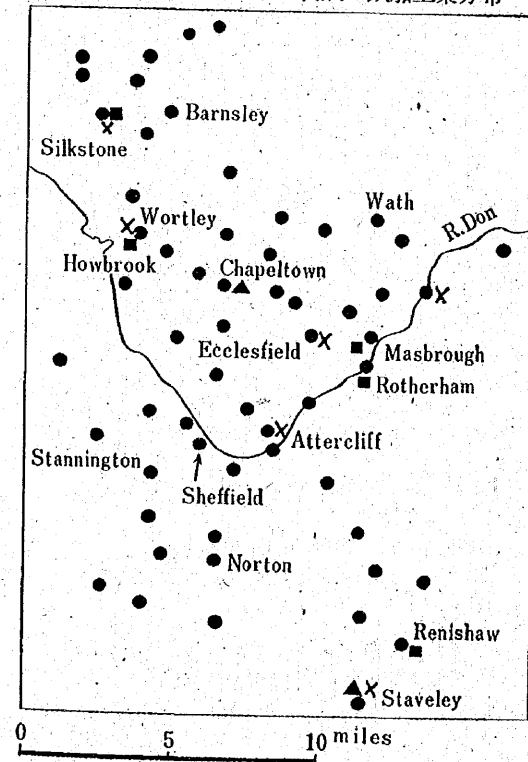 Barnsley
Silkstone
Wath
R.Don
Wortley
Howbrook
Chapeltown
Ecclesfield
Masbrough
Rotherham
Attercliff
Stannington
Sheffield
Norton
Renishaw
Staveley
0 5 10 miles